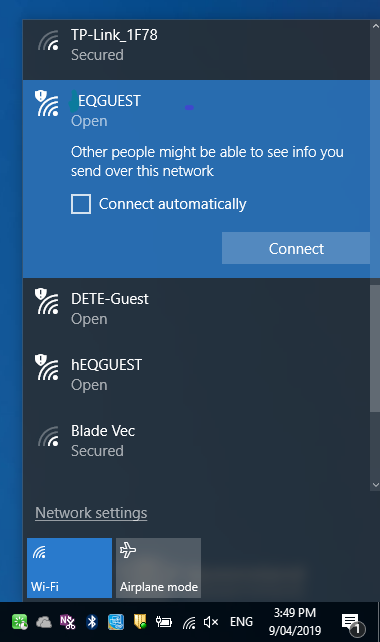 TP-Link_1F78
Secured
EQGUEST
Open
Other people might be able to see info you
send over this network
Connect automatically
Connect
DETE-Guest
Open
hEQGUEST
Open
Blade Vec
Secured
Network settings
Wi-Fi
Airplane mode
ENG
3:49 PM
9/04/2019
1